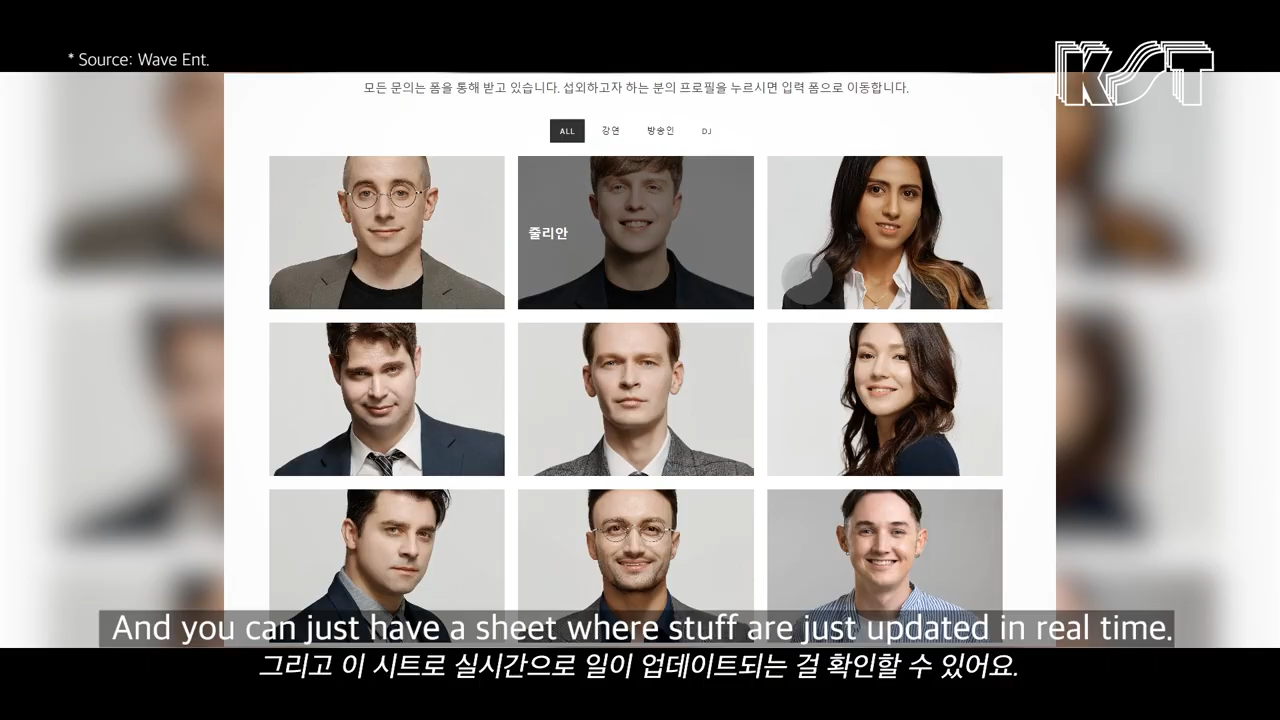 * Source: Wave Ent.
KST
모든 문의는 폼을 통해 받고 있습니다. 섭외하고자 하는 분의 프로필을 누르시면 입력 폼으로 이동합니다.
ALL 강연 방송인 DJ
줄리안
And you can just have a sheet where stuff are just updated in real time.
그리고 이 시트로 실시간으로 일이 업데이트되는 걸 확인할 수 있어요.